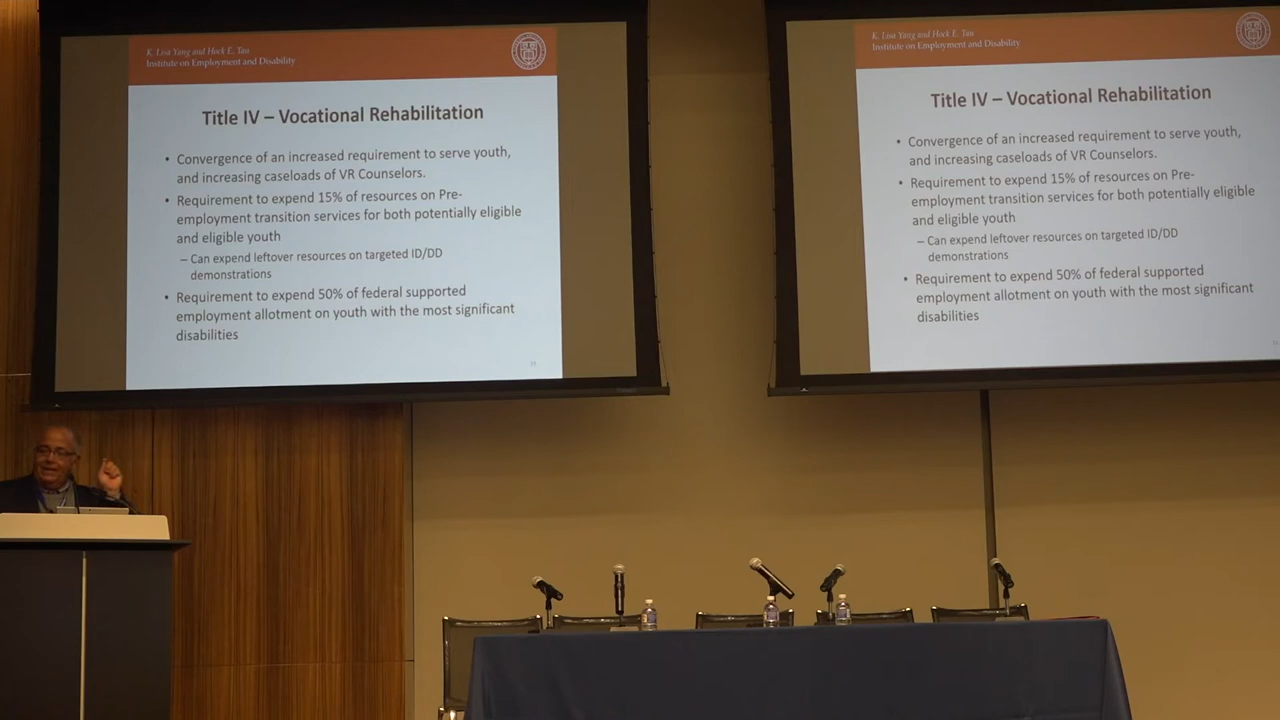 K. Lisa Yang and Hock E. Tan
Institute on Employment and Disability
Title IV – Vocational Rehabilitation
• Convergence of an increased requirement to serve youth,
and increasing caseloads of VR Counselors.
• Requirement to expend 15% of resources on Pre-
employment transition services for both potentially eligible
and eligible youth
– Can expend leftover resources on targeted ID/DD
demonstrations
• Requirement to expend 50% of federal supported
employment allotment on youth with the most significant
disabilities
K. Lisa Yang and Hock E. Tan
Institute on Employment and Disability
Title IV – Vocational Rehabilitation
• Convergence of an increased requirement to serve youth,
and increasing caseloads of VR Counselors.
• Requirement to expend 15% of resources on Pre-
employment transition services for both potentially eligible
and eligible youth
– Can expend leftover resources on targeted ID/DD
demonstrations
• Requirement to expend 50% of federal supported
employment allotment on youth with the most significant
disabilities